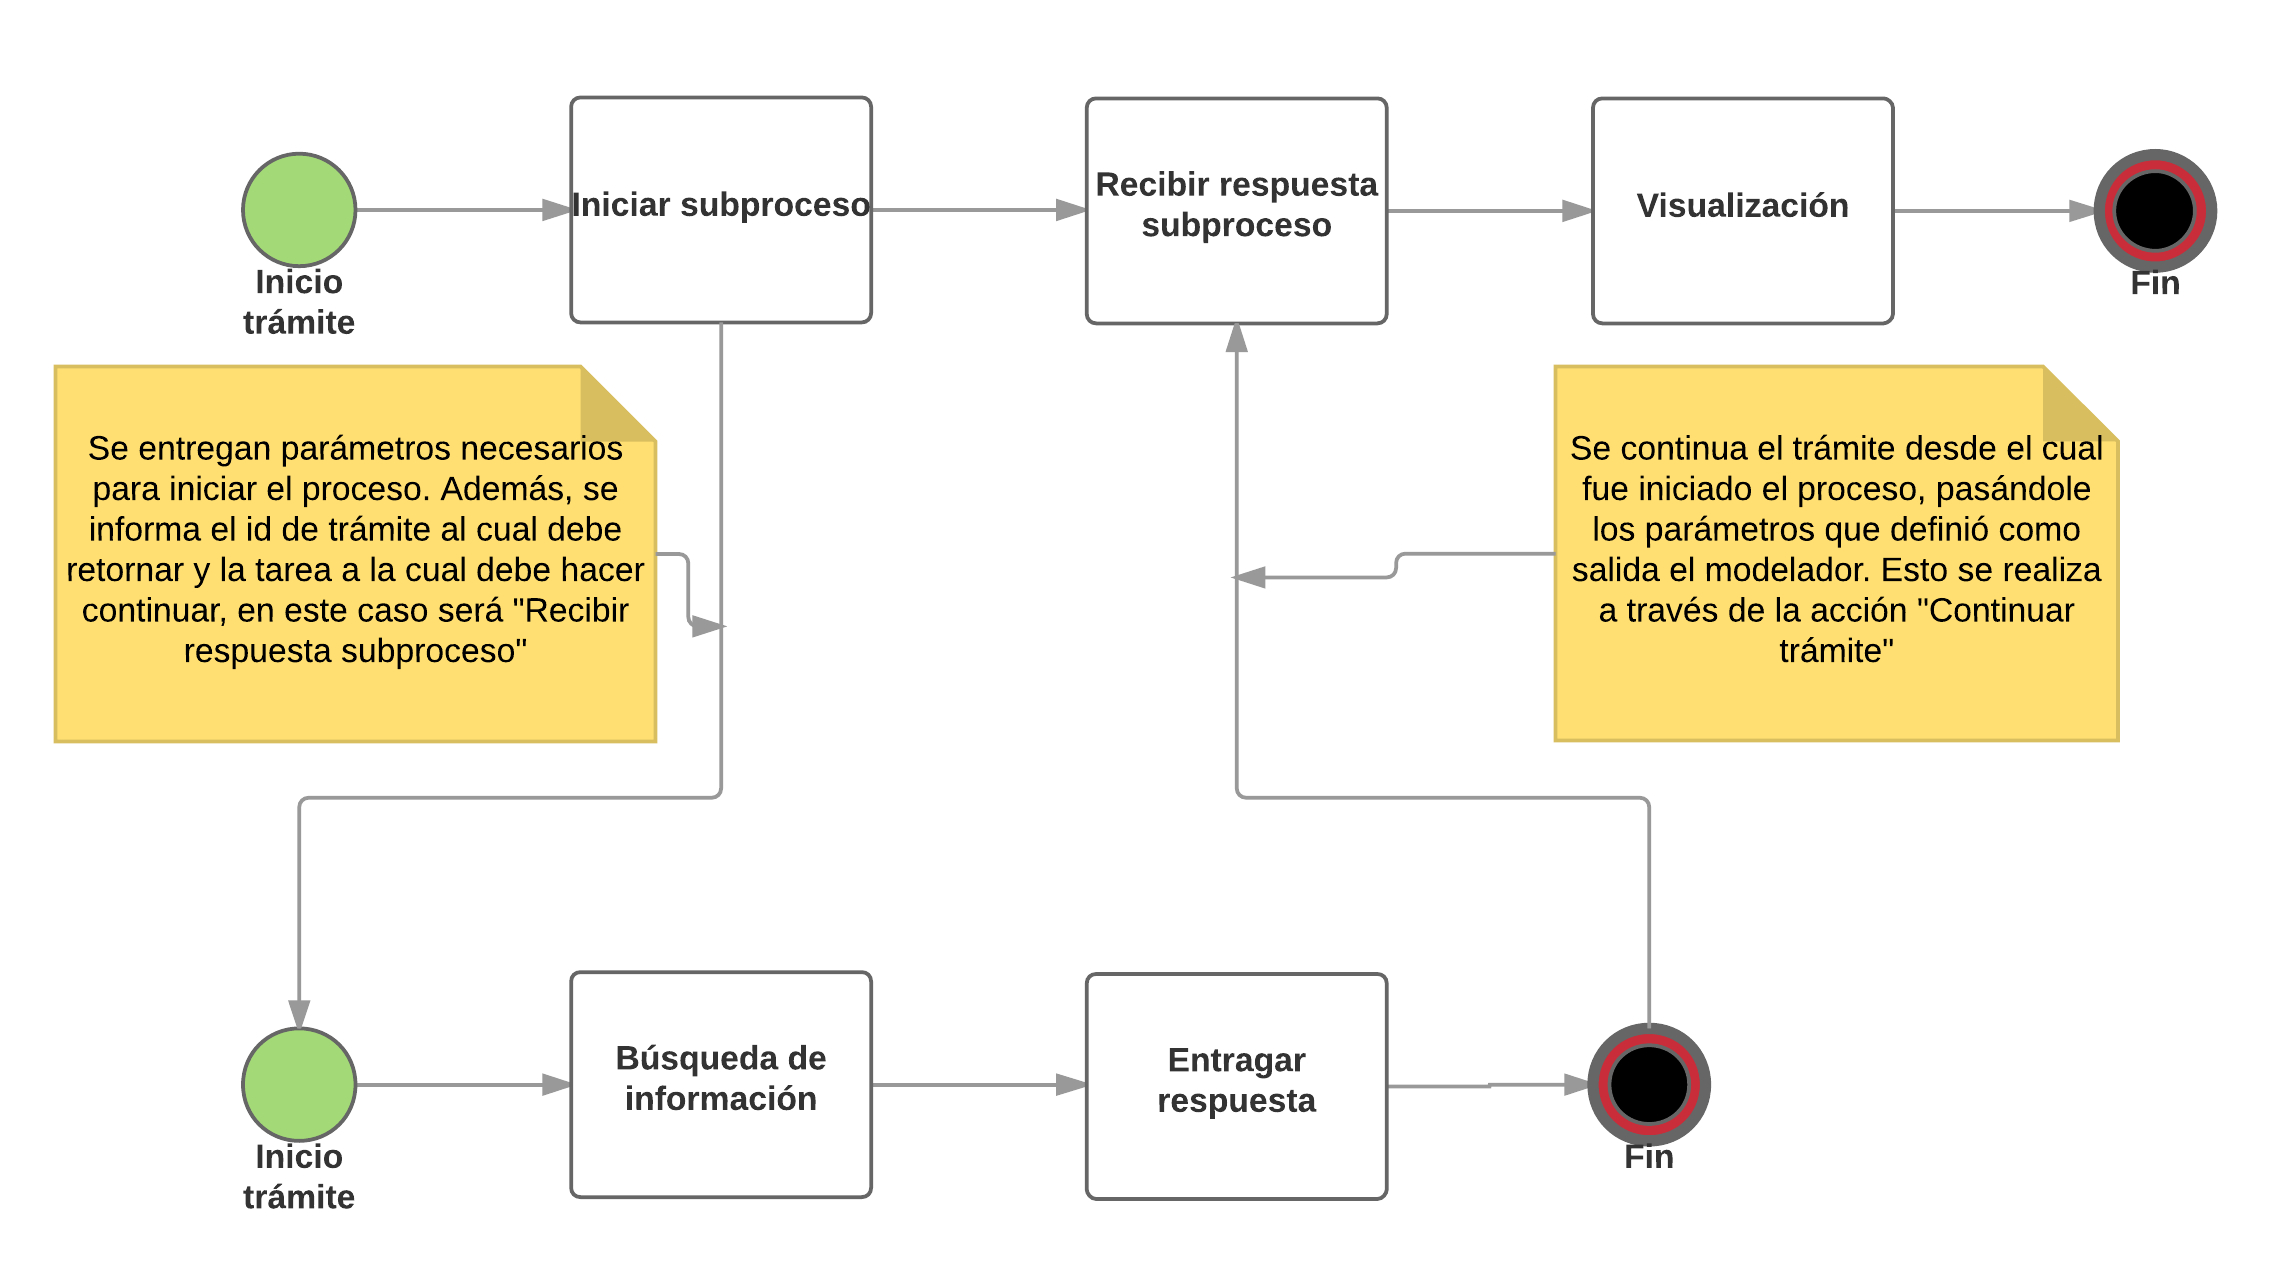 Iniciar subproceso
Recibir respuesta
subproceso
Visualización
Inicio
trámite
Fin
Se entregan parámetros necesarios
para iniciar el proceso. Además, se
informa el id de trámite al cual debe
retornar y la tarea a la cual debe hacer
continuar, en este caso será "Recibir
respuesta subproceso"
Se continua el trámite desde el cual
fue iniciado el proceso, pasándole
los parámetros que definió como
salida el modelador. Esto se realiza
a través de la acción "Continuar
trámite"
Búsqueda de
información
Entragar
respuesta
Inicio
trámite
Fin